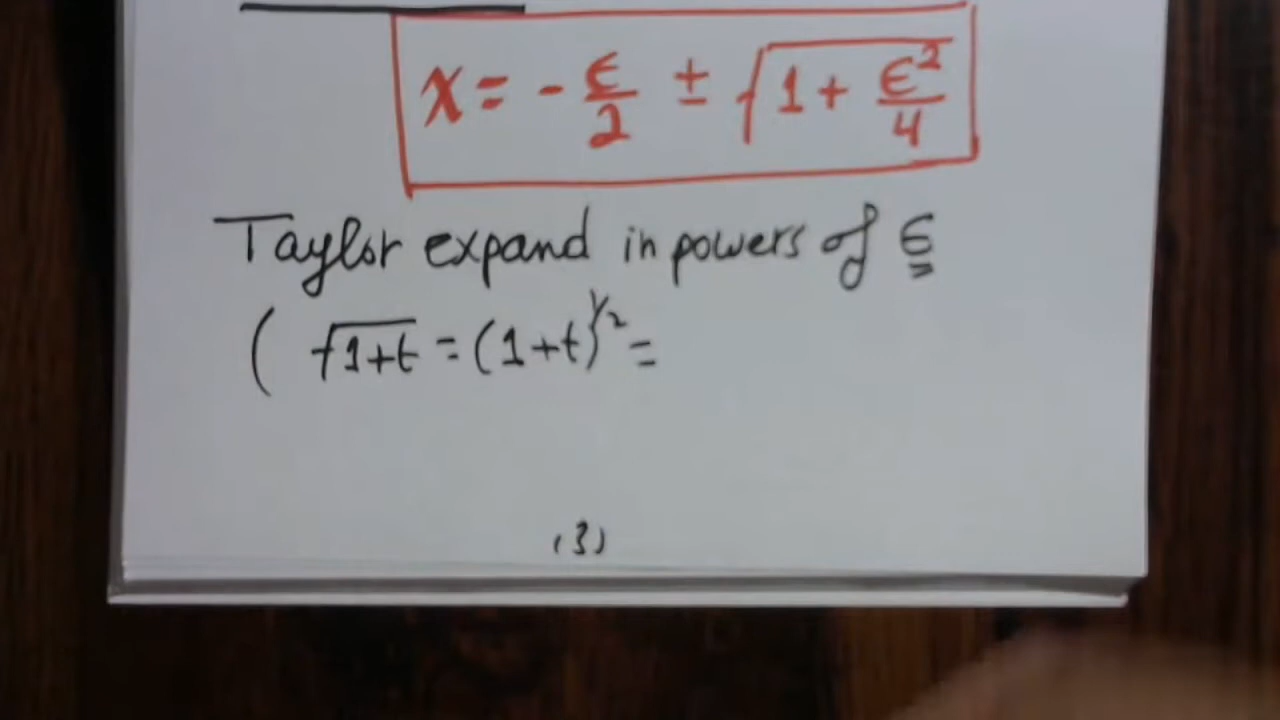 x = - ε/2 ± √(1 + ε²/4)
Taylor expand in powers of ε
( √1+t = (1+t)^1/2 =
(3)